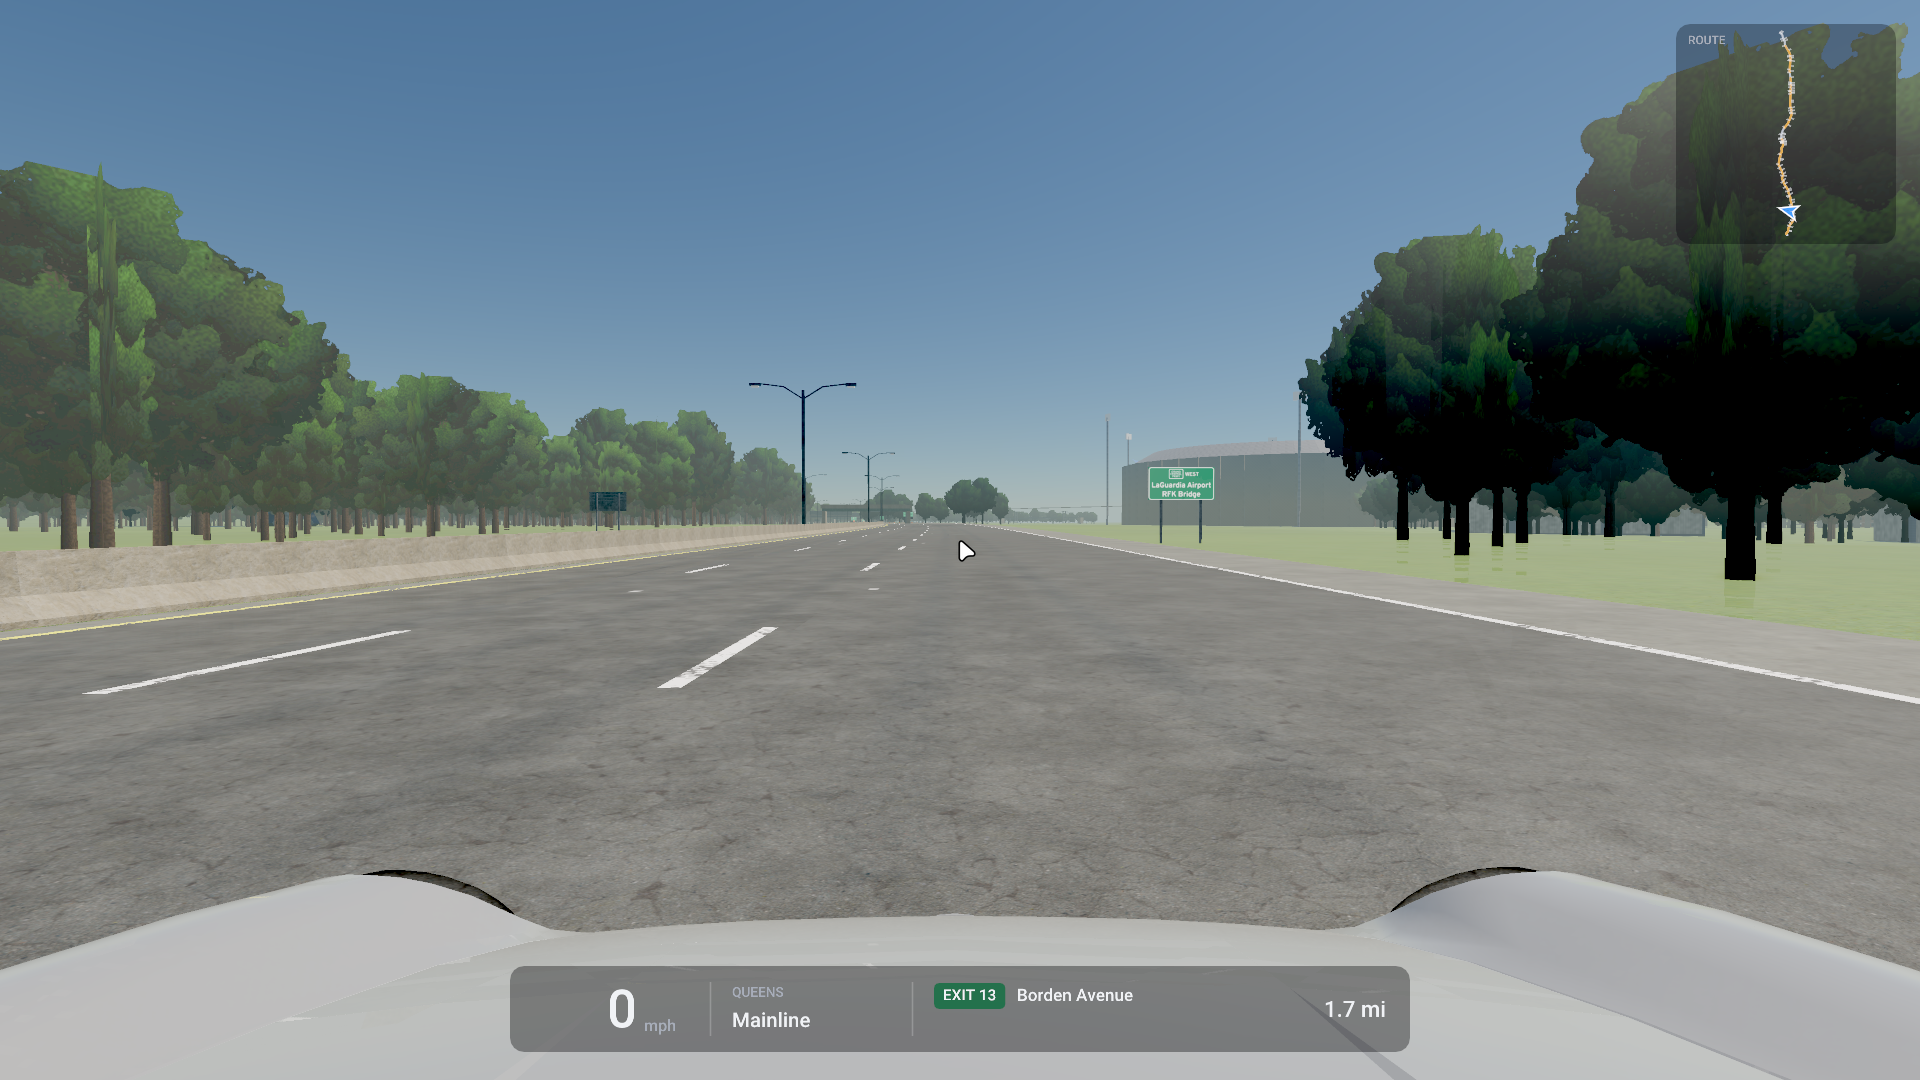 ROUTE
WEST
LaGuardia Airport
RFK Bridge
0 mph
QUEENS
Mainline
EXIT 13 Borden Avenue
1.7 mi